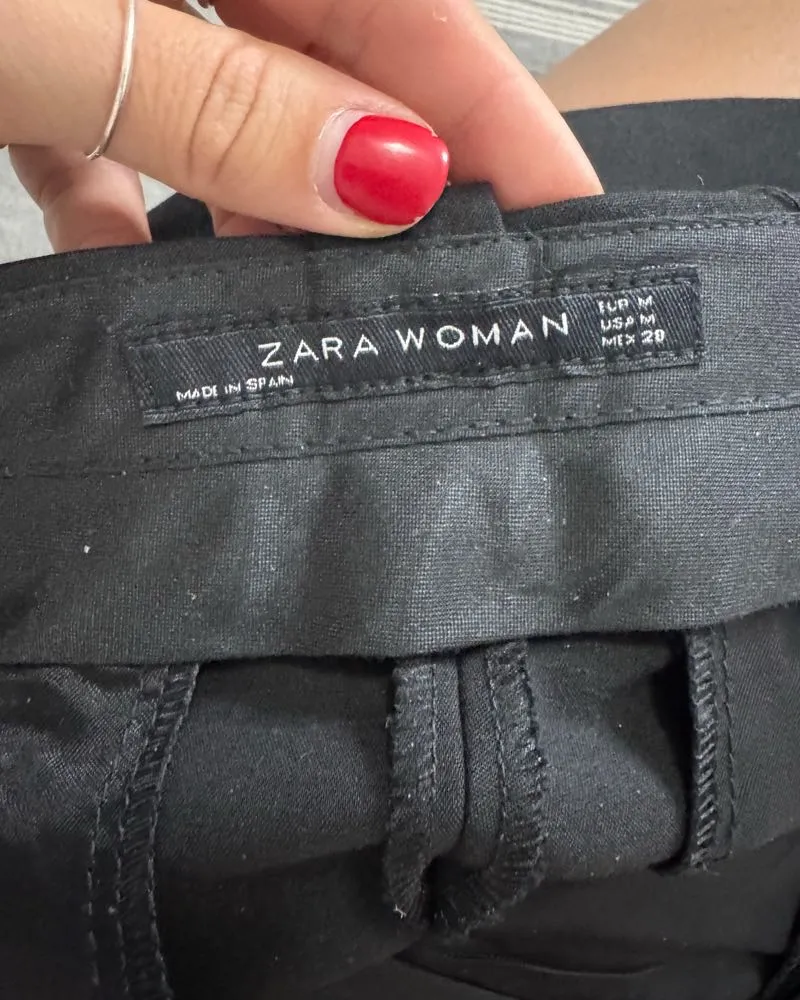 ZARA WOMAN
MADE IN SPAIN
EUR M
USA M
MEX 28